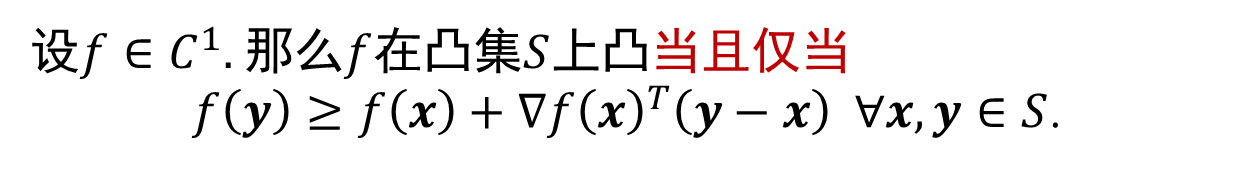 设f ∈ C¹. 那么f在凸集S上凸当且仅当
f(y) ≥ f(x) + ∇f(x)ᵀ(y − x) ∀x, y ∈ S.